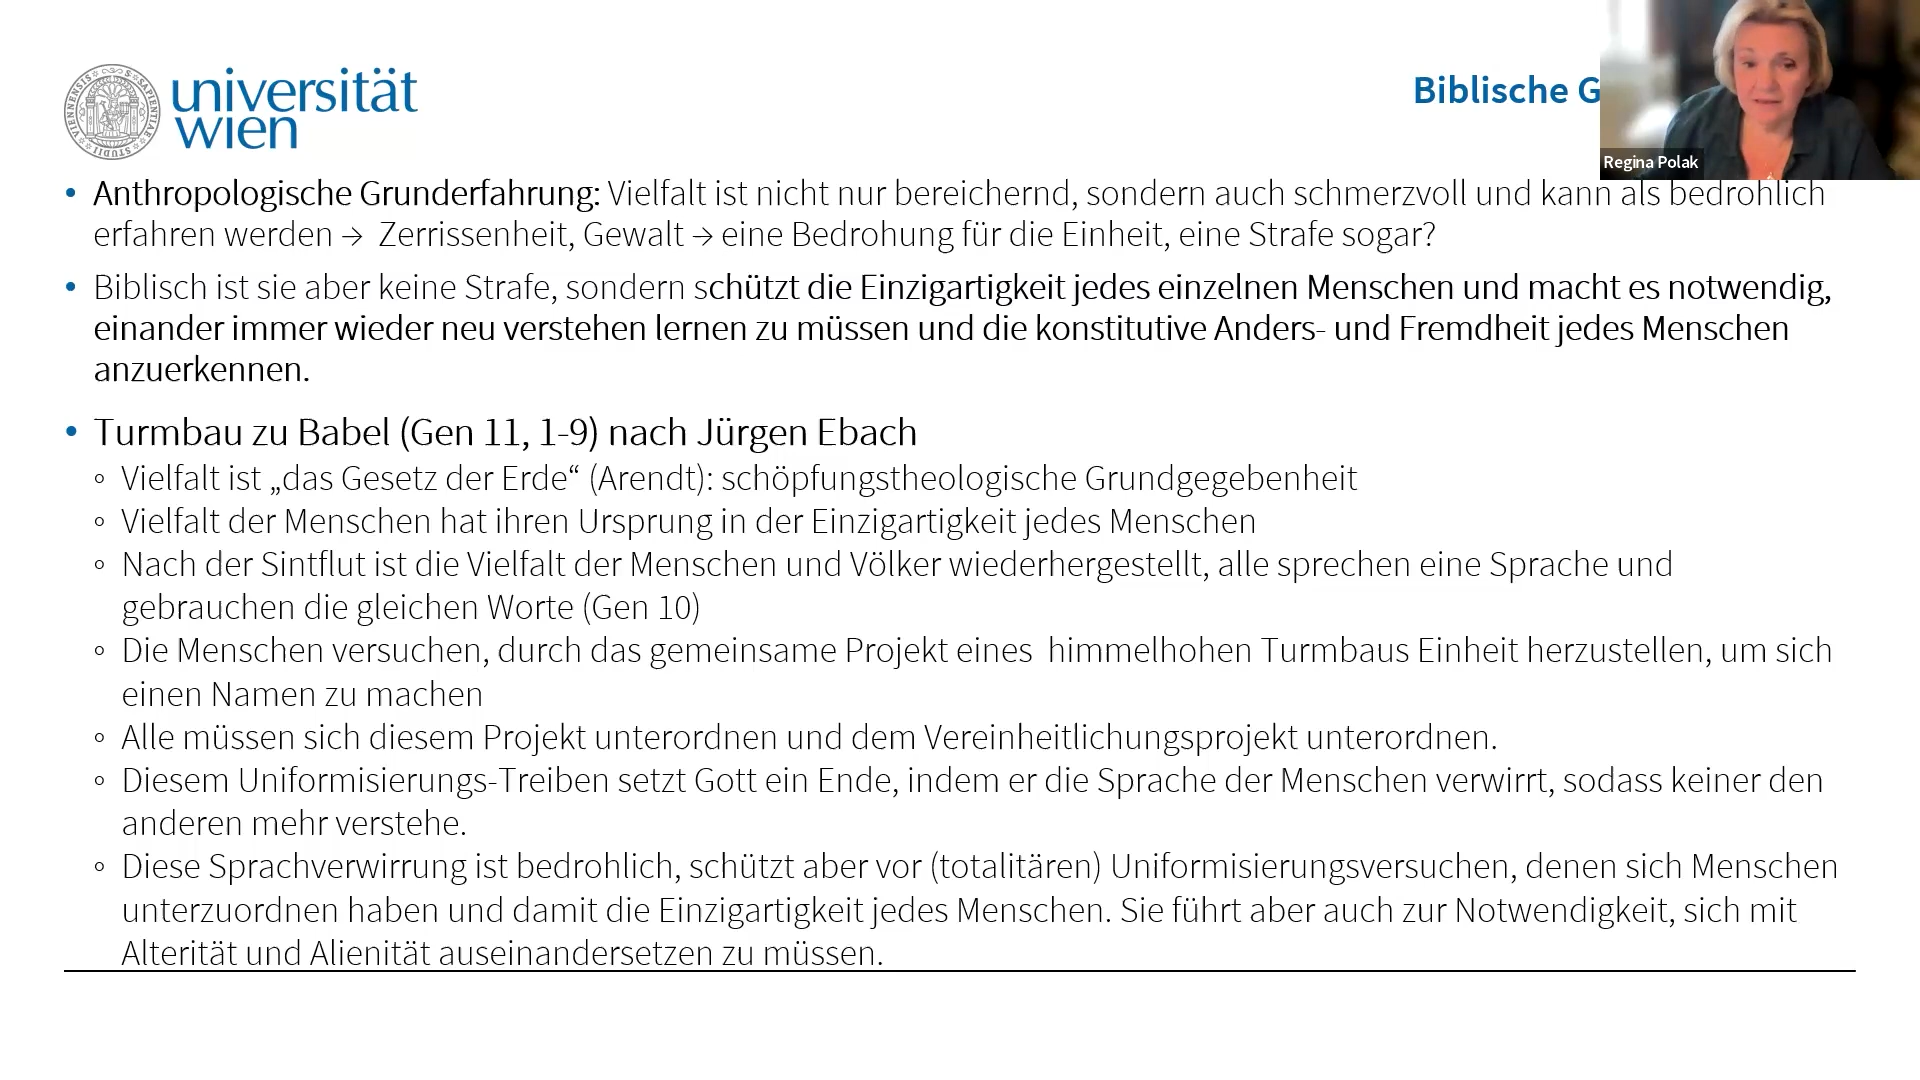 universität
wien
Biblische G
Regina Polak
• Anthropologische Grunderfahrung: Vielfalt ist nicht nur bereichernd, sondern auch schmerzvoll und kann als bedrohlich
erfahren werden → Zerrissenheit, Gewalt → eine Bedrohung für die Einheit, eine Strafe sogar?
• Biblisch ist sie aber keine Strafe, sondern schützt die Einzigartigkeit jedes einzelnen Menschen und macht es notwendig,
einander immer wieder neu verstehen lernen zu müssen und die konstitutive Anders- und Fremdheit jedes Menschen
anzuerkennen.
• Turmbau zu Babel (Gen 11, 1-9) nach Jürgen Ebach
◦ Vielfalt ist „das Gesetz der Erde“ (Arendt): schöpfungstheologische Grundgegebenheit
◦ Vielfalt der Menschen hat ihren Ursprung in der Einzigartigkeit jedes Menschen
◦ Nach der Sintflut ist die Vielfalt der Menschen und Völker wiederhergestellt, alle sprechen eine Sprache und
gebrauchen die gleichen Worte (Gen 10)
◦ Die Menschen versuchen, durch das gemeinsame Projekt eines himmelhohen Turmbaus Einheit herzustellen, um sich
einen Namen zu machen
◦ Alle müssen sich diesem Projekt unterordnen und dem Vereinheitlichungsprojekt unterordnen.
◦ Diesem Uniformisierungs-Treiben setzt Gott ein Ende, indem er die Sprache der Menschen verwirrt, sodass keiner den
anderen mehr verstehe.
◦ Diese Sprachverwirrung ist bedrohlich, schützt aber vor (totalitären) Uniformisierungsversuchen, denen sich Menschen
unterzuordnen haben und damit die Einzigartigkeit jedes Menschen. Sie führt aber auch zur Notwendigkeit, sich mit
Alterität und Alienität auseinandersetzen zu müssen.